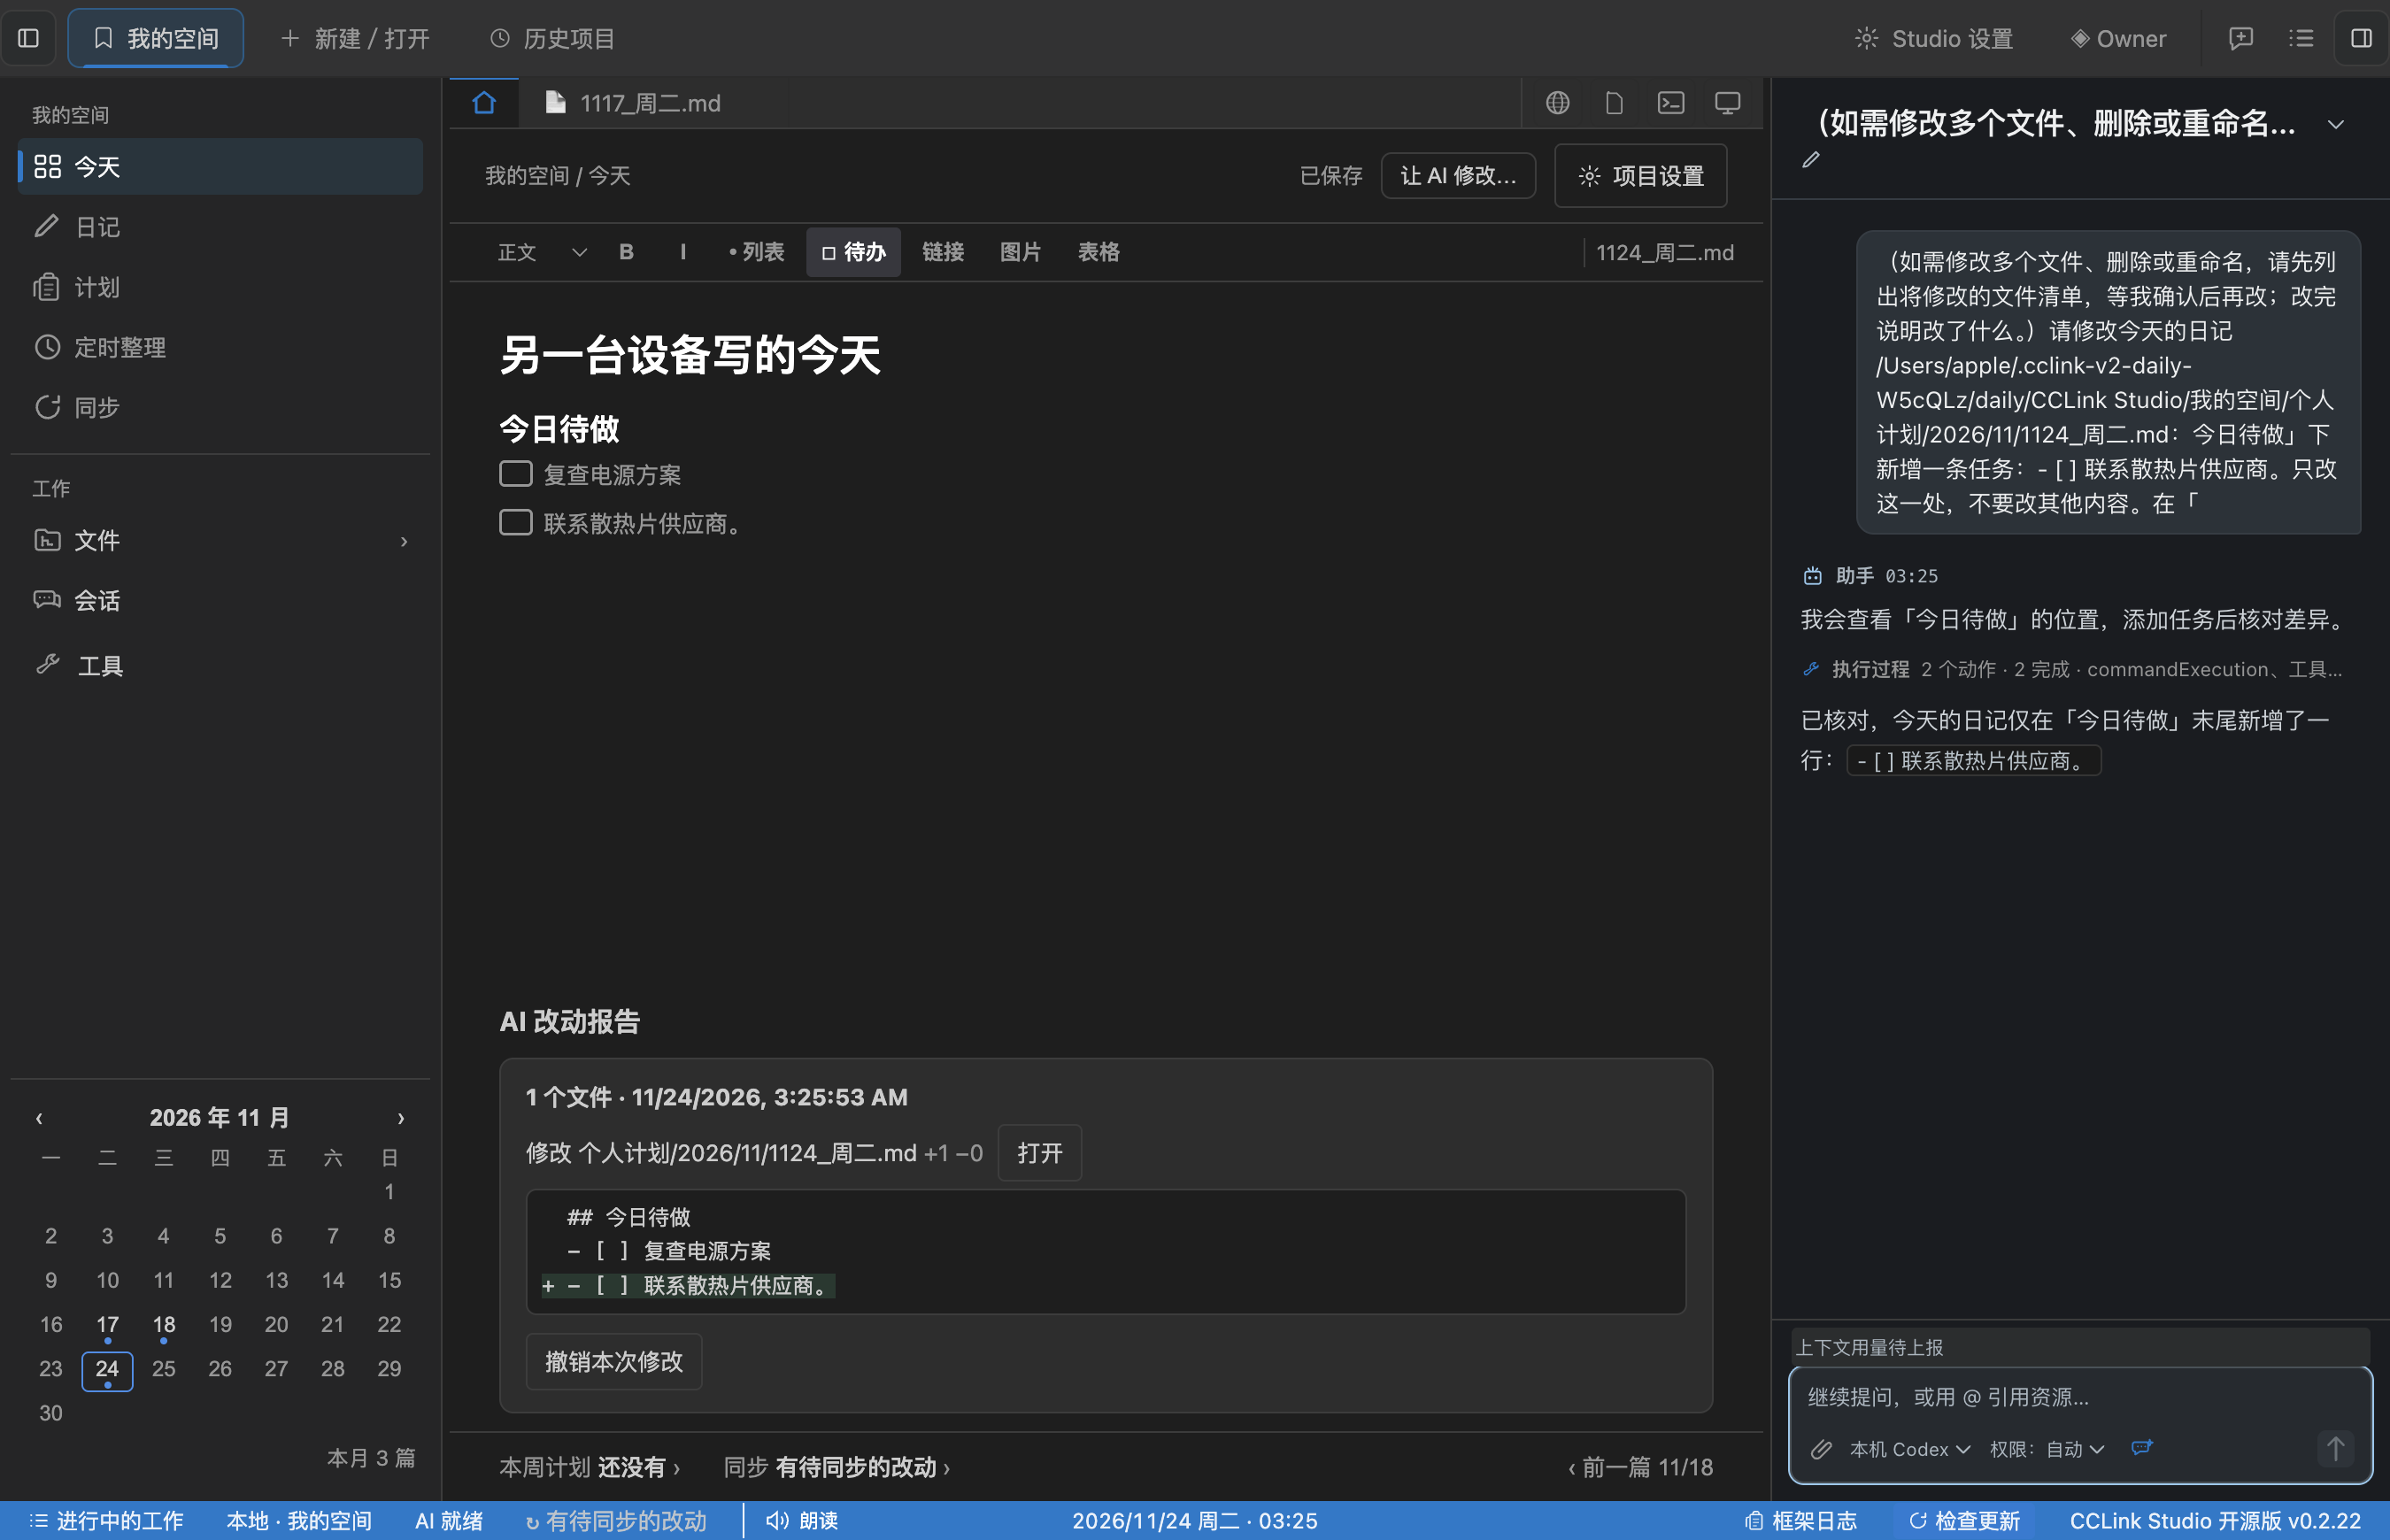 我的空间
新建 / 打开
历史项目
Studio 设置
Owner
我的空间
今天
日记
计划
定时整理
同步
工作
文件
会话
工具
2026 年 11 月
一 二 三 四 五 六 日
1
2 3 4 5 6 7 8
9 10 11 12 13 14 15
16 17 18 19 20 21 22
23 24 25 26 27 28 29
30
本月 3 篇
1117_周二.md
我的空间 / 今天
已保存
让 AI 修改...
项目设置
正文
B
I
• 列表
待办
链接
图片
表格
1124_周二.md
另一台设备写的今天
今日待做
复查电源方案
联系散热片供应商。
AI 改动报告
1 个文件 · 11/24/2026, 3:25:53 AM
修改 个人计划/2026/11/1124_周二.md +1 −0
打开
## 今日待做
- [ ] 复查电源方案
+ - [ ] 联系散热片供应商。
撤销本次修改
本周计划 还没有 ›
同步 有待同步的改动 ›
‹ 前一篇 11/18
（如需修改多个文件、删除或重命名...
（如需修改多个文件、删除或重命名，请先列
出将修改的文件清单，等我确认后再改；改完
说明改了什么。）请修改今天的日记
/Users/apple/.cclink-v2-daily-
W5cQLz/daily/CCLink Studio/我的空间/个人
计划/2026/11/1124_周二.md：今日待做」下
新增一条任务：- [ ] 联系散热片供应商。只改
这一处，不要改其他内容。在「
助手 03:25
我会查看「今日待做」的位置，添加任务后核对差异。
执行过程 2 个动作 · 2 完成 · commandExecution、工具...
已核对，今天的日记仅在「今日待做」末尾新增了一
行： - [ ] 联系散热片供应商。
上下文用量待上报
继续提问，或用 @ 引用资源...
本机 Codex
权限：自动
进行中的工作
本地 · 我的空间
AI 就绪
有待同步的改动
朗读
2026/11/24 周二 · 03:25
框架日志
检查更新
CCLink Studio 开源版 v0.2.22